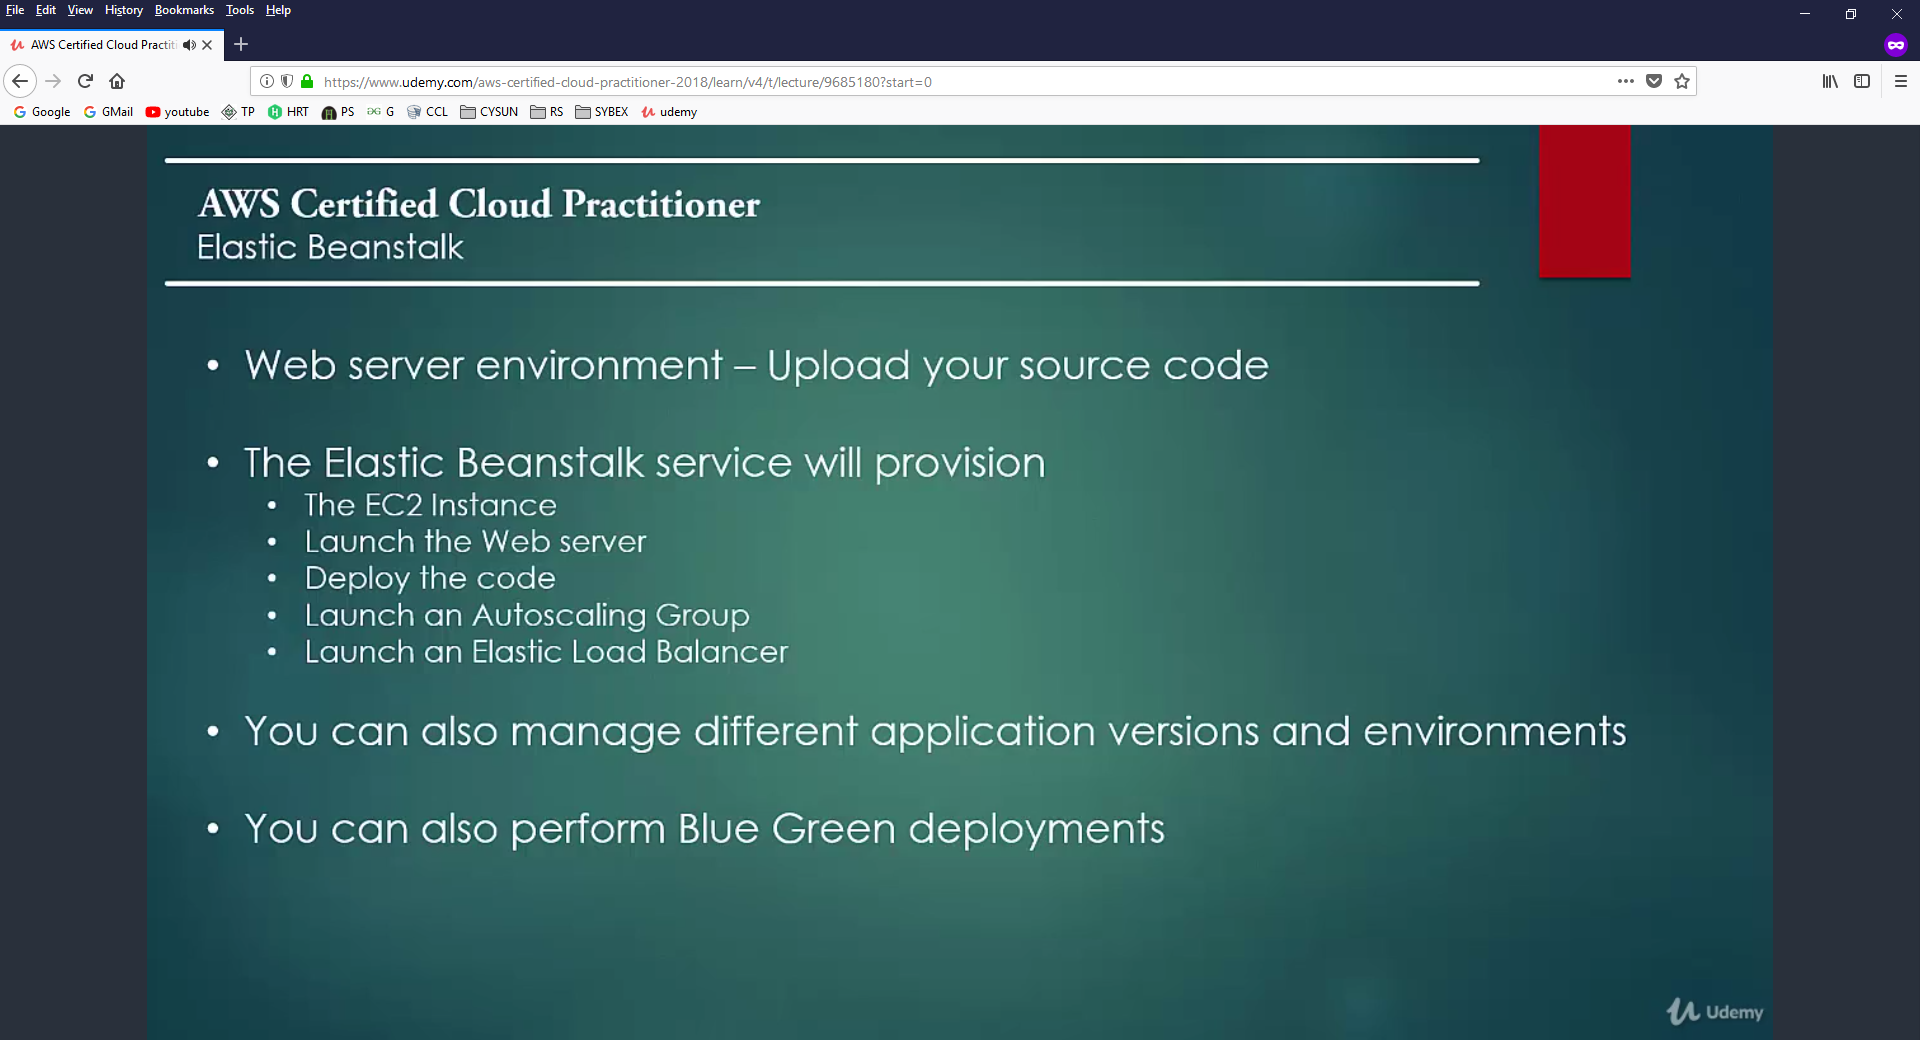 File Edit View History Bookmarks Tools Help
AWS Certified Cloud Practiti
https://www.udemy.com/aws-certified-cloud-practitioner-2018/learn/v4/t/lecture/9685180?start=0
Google GMail youtube TP HRT PS G CCL CYSUN RS SYBEX udemy
AWS Certified Cloud Practitioner
Elastic Beanstalk
• Web server environment – Upload your source code
• The Elastic Beanstalk service will provision
• The EC2 Instance
• Launch the Web server
• Deploy the code
• Launch an Autoscaling Group
• Launch an Elastic Load Balancer
• You can also manage different application versions and environments
• You can also perform Blue Green deployments
Udemy